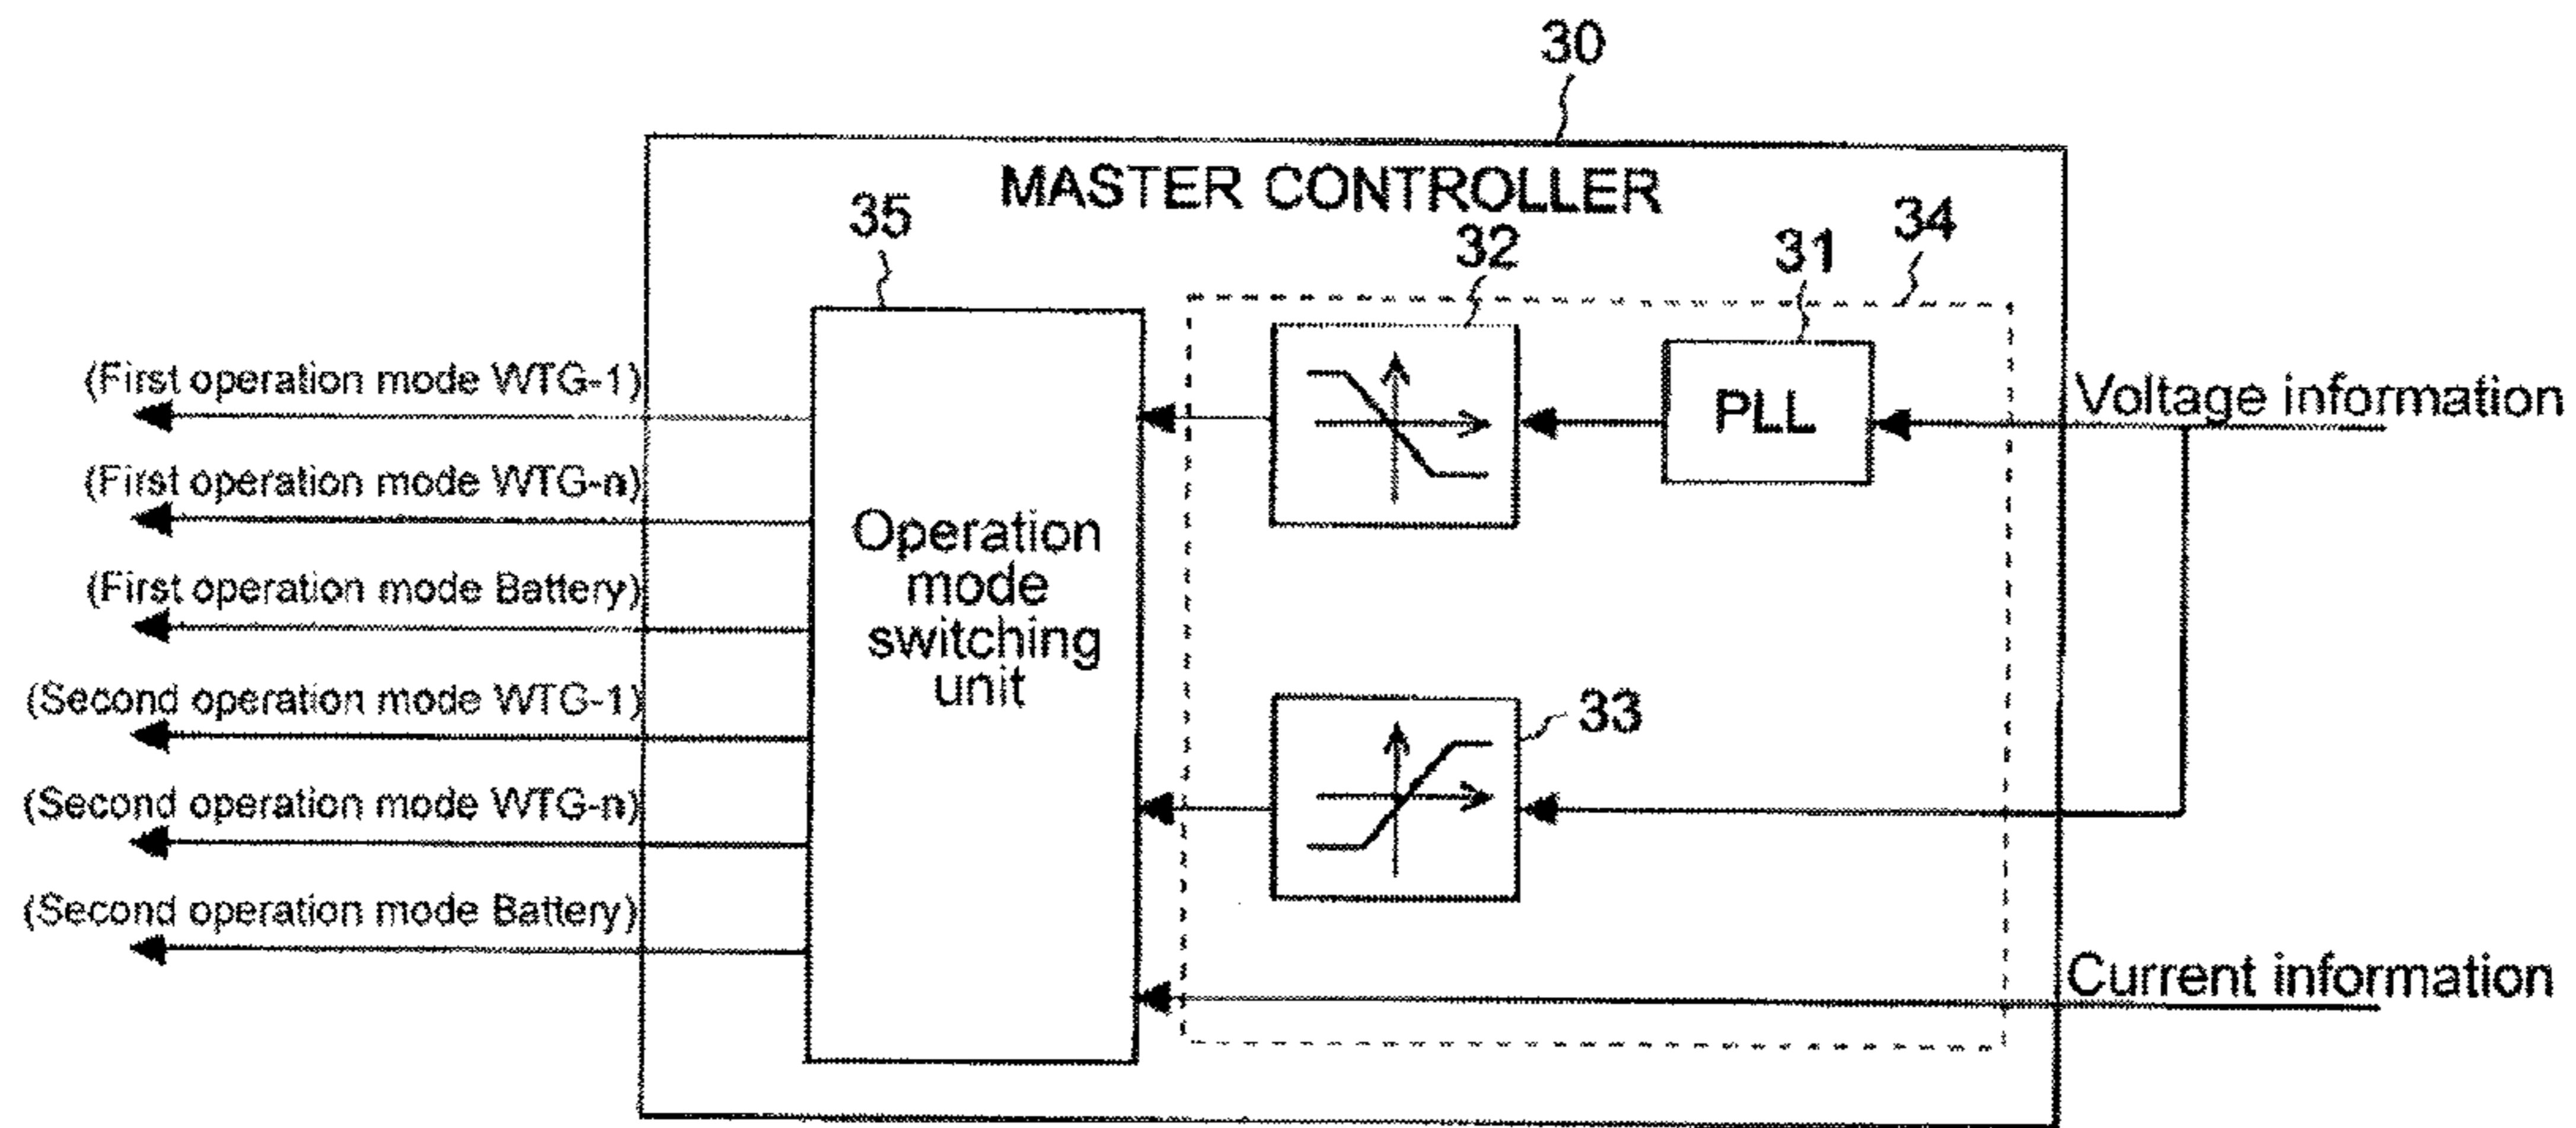 30
MASTER CONTROLLER
35
32
31
34
(First operation mode WTG-1)
PLL
Voltage information
(First operation mode WTG-n)
Operation
mode
switching
unit
(First operation mode Battery)
(Second operation mode WTG-1)
33
(Second operation mode WTG-n)
(Second operation mode Battery)
Current information